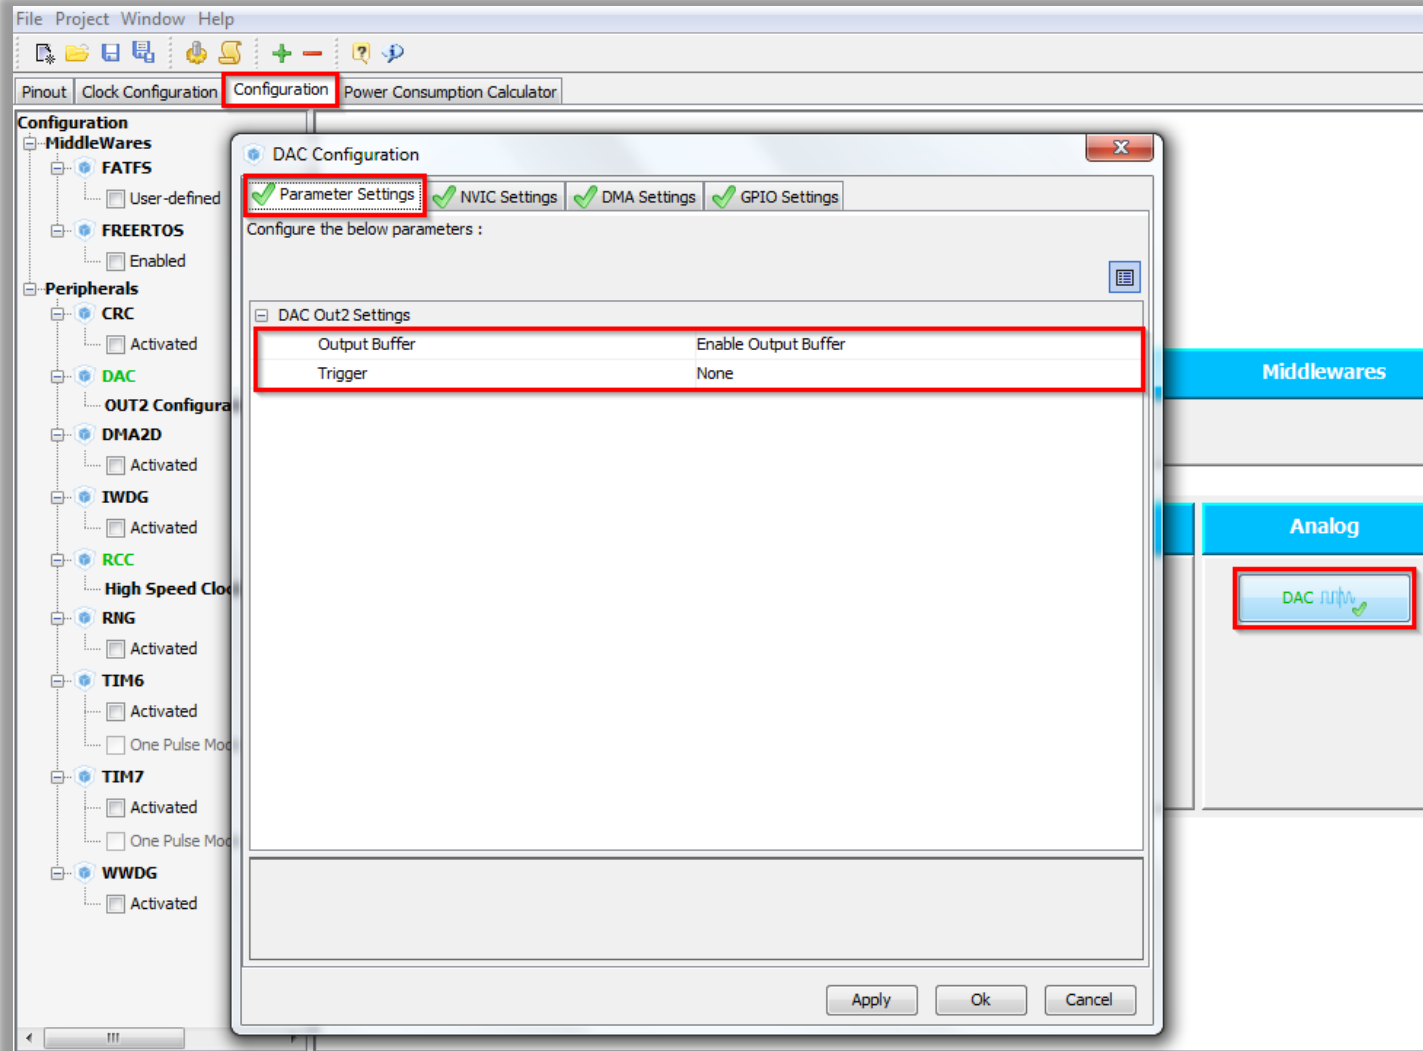 File Project Window Help
Pinout Clock Configuration Configuration Power Consumption Calculator
Configuration
MiddleWares
FATFS
User-defined
FREERTOS
Enabled
Peripherals
CRC
Activated
DAC
OUT2 Configura
DMA2D
Activated
IWDG
Activated
RCC
High Speed Cloc
RNG
Activated
TIM6
Activated
One Pulse Mod
TIM7
Activated
One Pulse Mod
WWDG
Activated
DAC Configuration
Parameter Settings NVIC Settings DMA Settings GPIO Settings
Configure the below parameters :
DAC Out2 Settings
Output Buffer Enable Output Buffer
Trigger None
Apply Ok Cancel
Middlewares
Analog
DAC